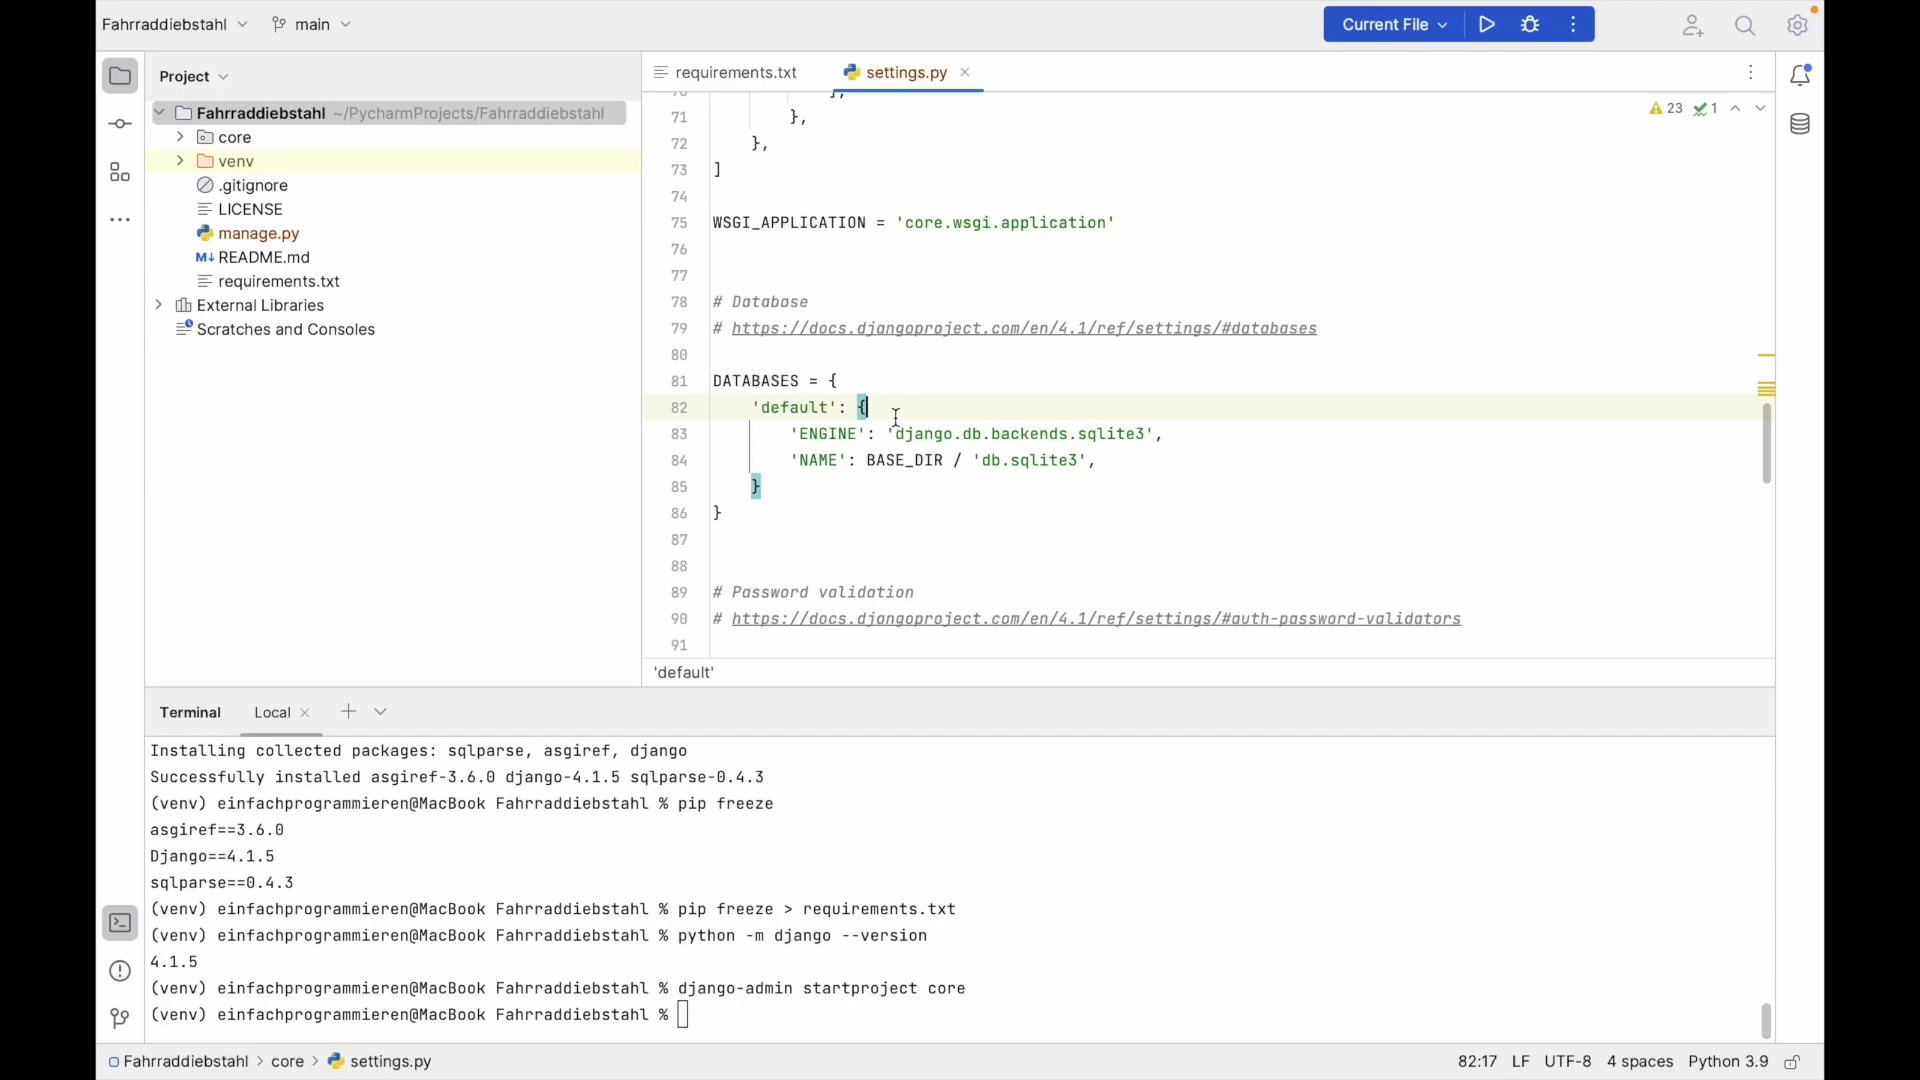 Fahrraddiebstahl main Current File
Project
requirements.txt settings.py
Fahrraddiebstahl ~/PycharmProjects/Fahrraddiebstahl
core
venv
.gitignore
LICENSE
manage.py
README.md
requirements.txt
External Libraries
Scratches and Consoles
23 1
71 },
72 },
73 ]
74
75 WSGI_APPLICATION = 'core.wsgi.application'
76
77
78 # Database
79 # https://docs.djangoproject.com/en/4.1/ref/settings/#databases
80
81 DATABASES = {
82 'default': {
83 'ENGINE': 'django.db.backends.sqlite3',
84 'NAME': BASE_DIR / 'db.sqlite3',
85 }
86 }
87
88
89 # Password validation
90 # https://docs.djangoproject.com/en/4.1/ref/settings/#auth-password-validators
91
'default'
Terminal Local
Installing collected packages: sqlparse, asgiref, django
Successfully installed asgiref-3.6.0 django-4.1.5 sqlparse-0.4.3
(venv) einfachprogrammieren@MacBook Fahrraddiebstahl % pip freeze
asgiref==3.6.0
Django==4.1.5
sqlparse==0.4.3
(venv) einfachprogrammieren@MacBook Fahrraddiebstahl % pip freeze > requirements.txt
(venv) einfachprogrammieren@MacBook Fahrraddiebstahl % python -m django --version
4.1.5
(venv) einfachprogrammieren@MacBook Fahrraddiebstahl % django-admin startproject core
(venv) einfachprogrammieren@MacBook Fahrraddiebstahl %
Fahrraddiebstahl > core > settings.py 82:17 LF UTF-8 4 spaces Python 3.9